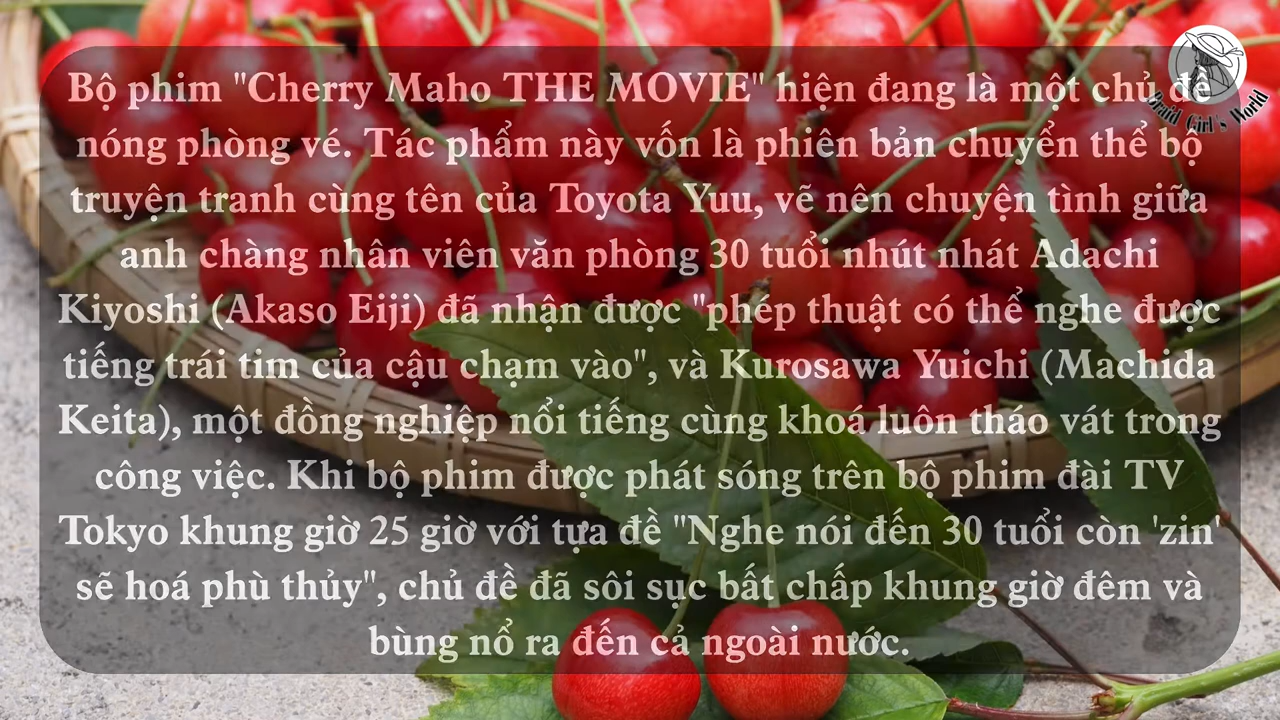 Bộ phim "Cherry Maho THE MOVIE" hiện đang là một chủ đề
nóng phòng vé. Tác phẩm này vốn là phiên bản chuyển thể bộ
truyện tranh cùng tên của Toyota Yuu, vẽ nên chuyện tình giữa
anh chàng nhân viên văn phòng 30 tuổi nhút nhát Adachi
Kiyoshi (Akaso Eiji) đã nhận được "phép thuật có thể nghe được
tiếng trái tim của cậu chạm vào", và Kurosawa Yuichi (Machida
Keita), một đồng nghiệp nổi tiếng cùng khoá luôn tháo vát trong
công việc. Khi bộ phim được phát sóng trên bộ phim đài TV
Tokyo khung giờ 25 giờ với tựa đề "Nghe nói đến 30 tuổi còn 'zin'
sẽ hoá phù thủy", chủ đề đã sôi sục bất chấp khung giờ đêm và
bùng nổ ra đến cả ngoài nước.
Braid Girl's World